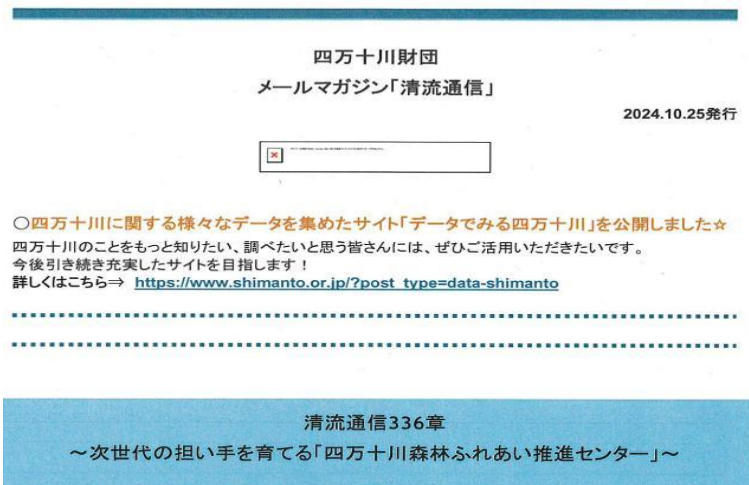 四万十川財団
メールマガジン「清流通信」
2024.10.25発行
○四万十川に関する様々なデータを集めたサイト「データでみる四万十川」を公開しました☆
四万十川のことをもっと知りたい、調べたいと思う皆さんには、ぜひご活用いただきたいです。
今後引き続き充実したサイトを目指します！
詳しくはこちら⇒ https://www.shimanto.or.jp/?post_type=data-shimanto
清流通信336章
～次世代の担い手を育てる「四万十川森林ふれあい推進センター」～